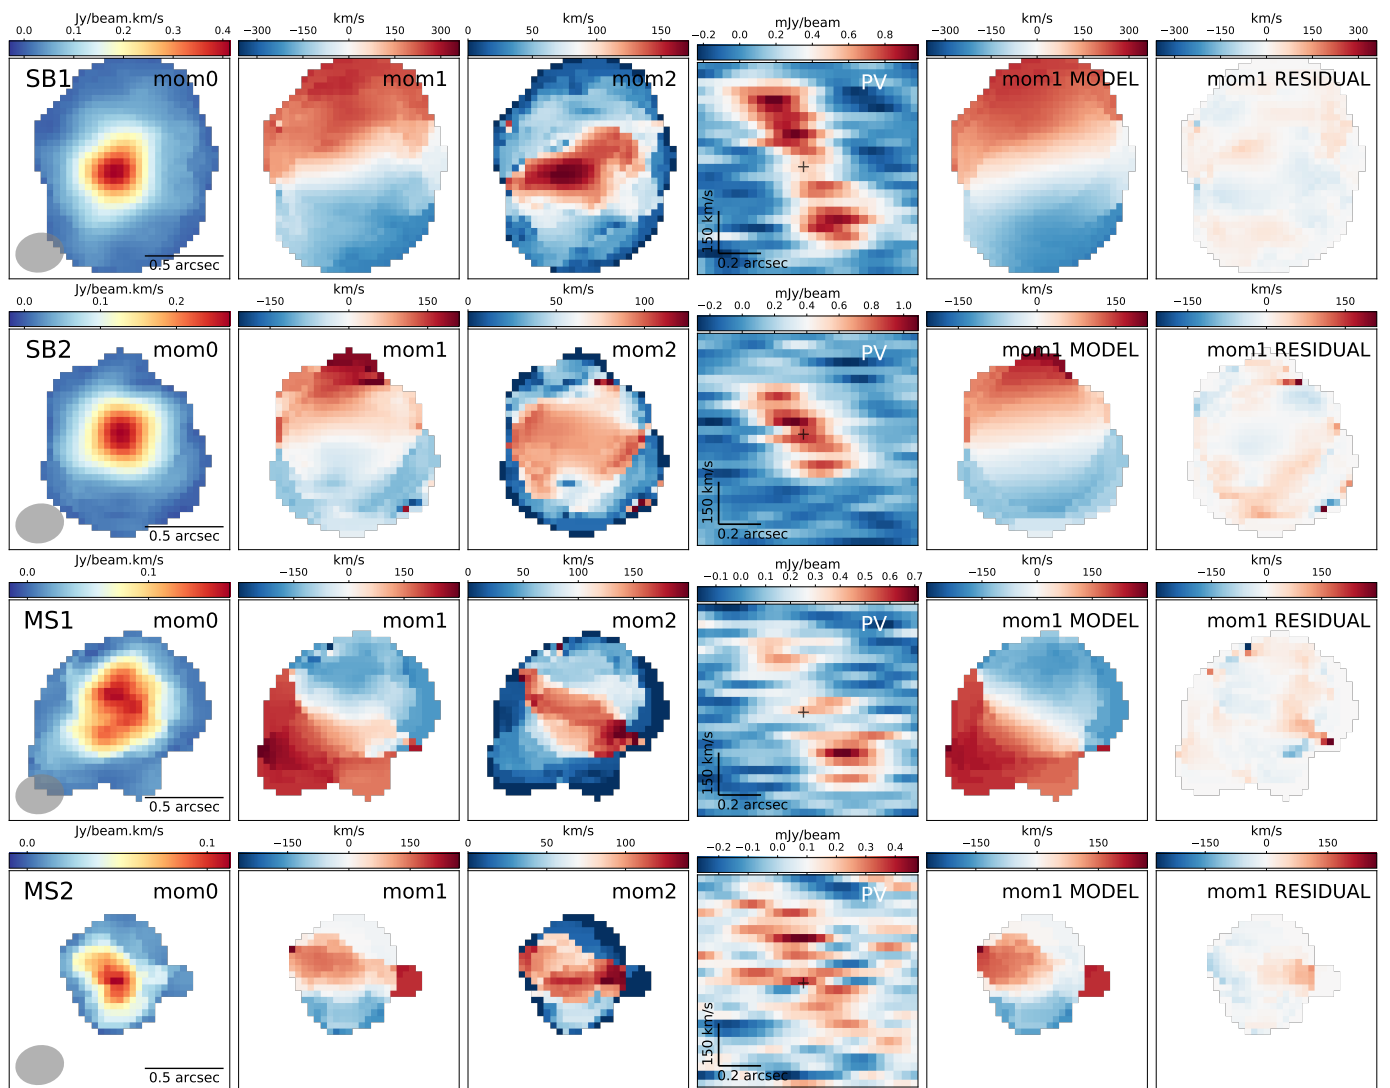 Jy/beam.km/s km/s km/s mJy/beam km/s km/s
0.0 0.1 0.2 0.3 0.4 −300 −150 0 150 300 0 50 100 150 −0.2 0.0 0.2 0.4 0.6 0.8 −300 −150 0 150 300 −300 −150 0 150 300
SB1 mom0 mom1 mom2 PV mom1 MODEL mom1 RESIDUAL
150 km/s
0.5 arcsec 0.2 arcsec
Jy/beam.km/s km/s km/s mJy/beam km/s km/s
0.0 0.1 0.2 −150 0 150 0 50 100 −0.2 0.0 0.2 0.4 0.6 0.8 1.0 −150 0 150 −150 0 150
SB2 mom0 mom1 mom2 PV mom1 MODEL mom1 RESIDUAL
150 km/s
0.5 arcsec 0.2 arcsec
Jy/beam.km/s km/s km/s mJy/beam km/s km/s
0.0 0.1 −150 0 150 0 50 100 150 −0.1 0.0 0.1 0.2 0.3 0.4 0.5 0.6 0.7 −150 0 150 −150 0 150
MS1 mom0 mom1 mom2 PV mom1 MODEL mom1 RESIDUAL
150 km/s
0.5 arcsec 0.2 arcsec
Jy/beam.km/s km/s km/s mJy/beam km/s km/s
0.0 0.1 −150 0 150 0 50 100 −0.2 −0.1 0.0 0.1 0.2 0.3 0.4 −150 0 150 −150 0 150
MS2 mom0 mom1 mom2 PV mom1 MODEL mom1 RESIDUAL
150 km/s
0.5 arcsec 0.2 arcsec